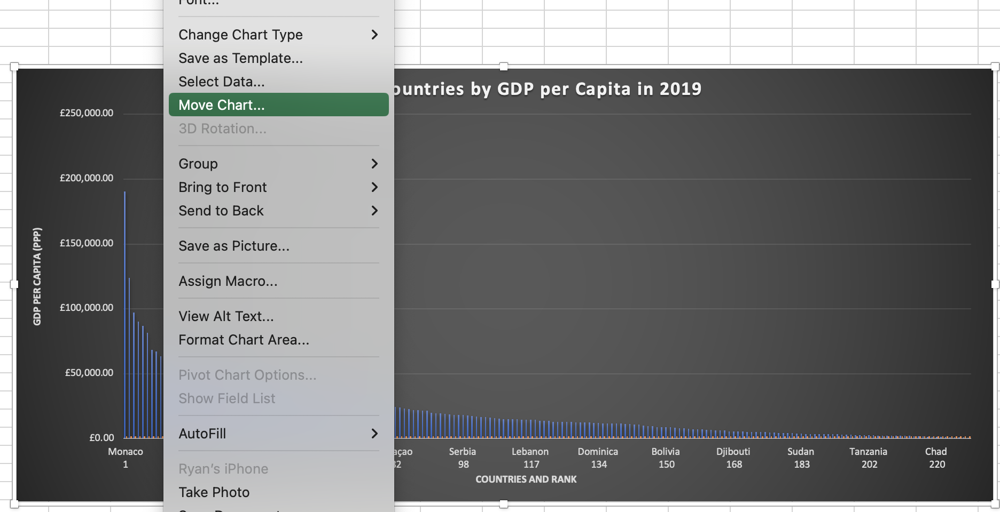 Font...
Change Chart Type
Save as Template...
Select Data...
Move Chart...
3D Rotation...
Group
Bring to Front
Send to Back
Save as Picture...
Assign Macro...
View Alt Text...
Format Chart Area...
Pivot Chart Options...
Show Field List
AutoFill
Ryan’s iPhone
Take Photo
ountries by GDP per Capita in 2019
GDP PER CAPITA (PPP)
£250,000.00
£200,000.00
£150,000.00
£100,000.00
£50,000.00
£0.00
Monaco açao Serbia Lebanon Dominica Bolivia Djibouti Sudan Tanzania Chad
1 32 98 117 134 150 168 183 202 220
COUNTRIES AND RANK